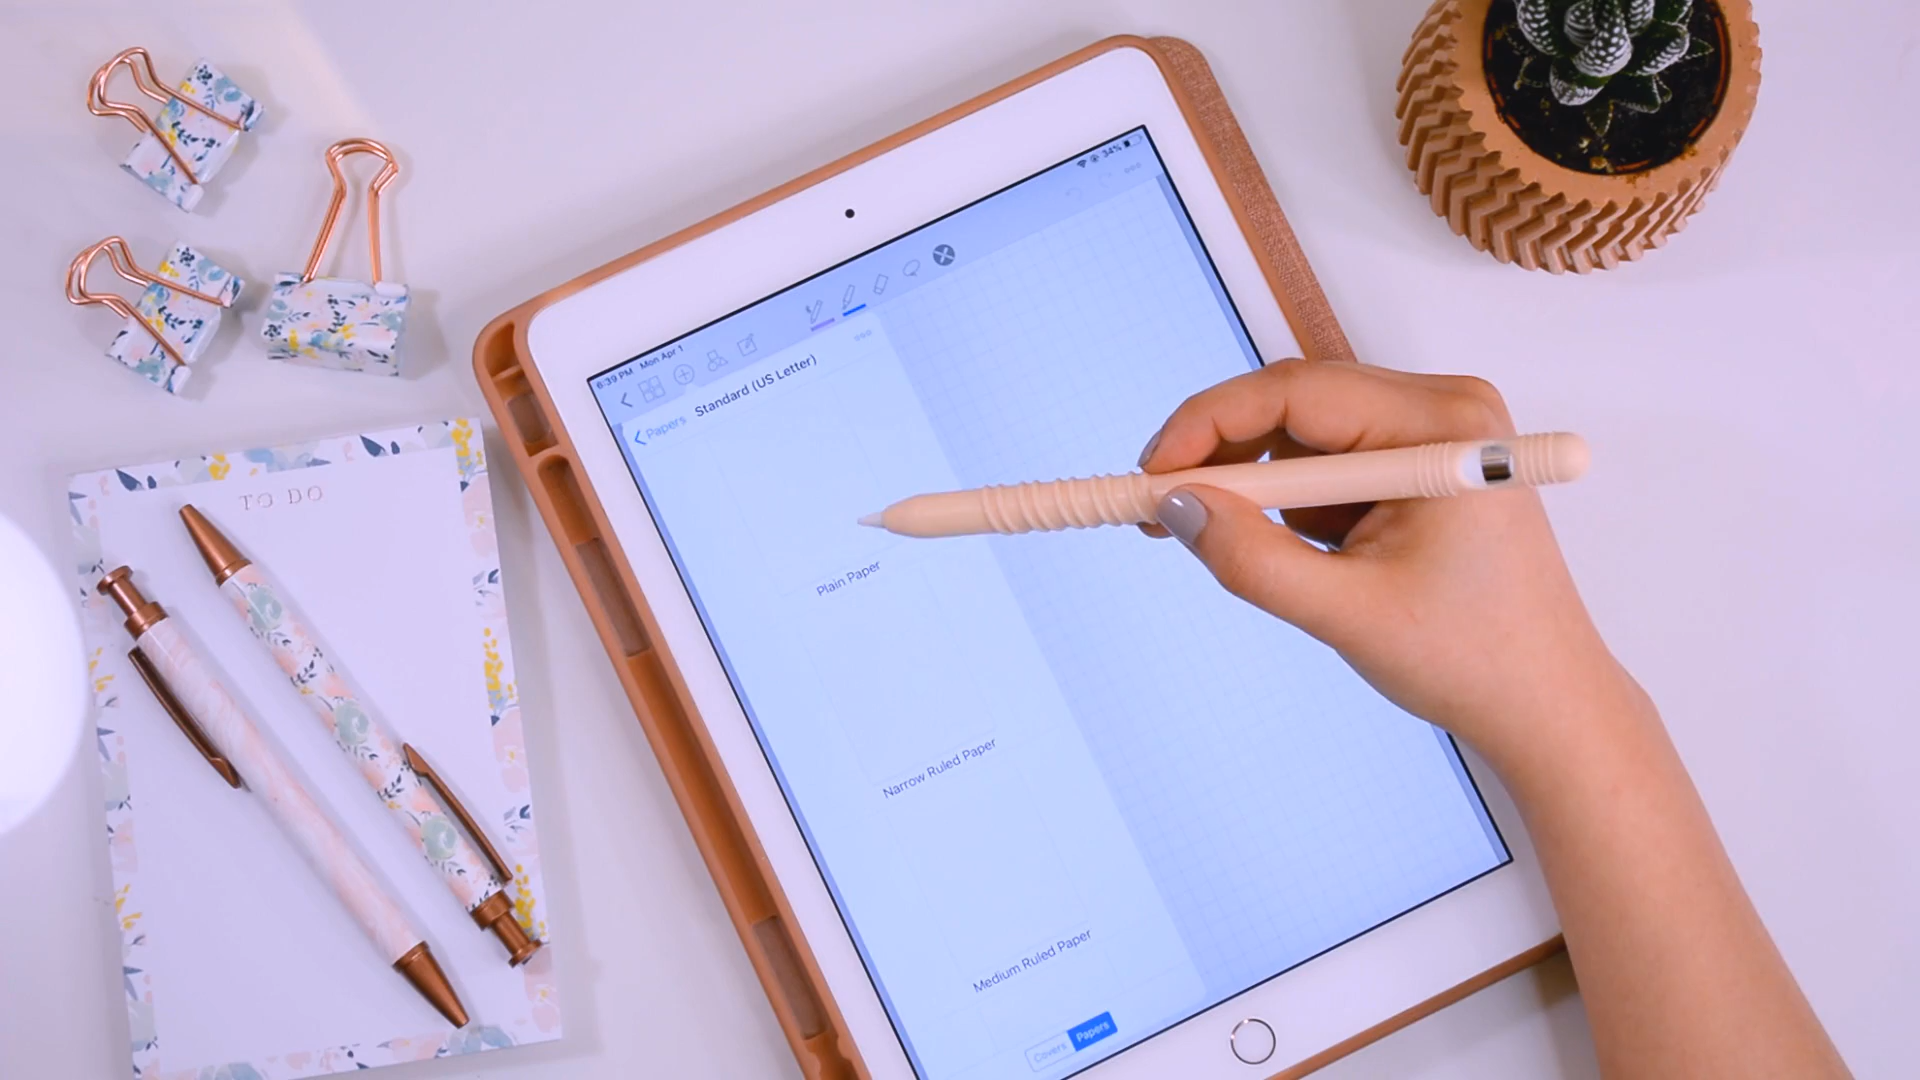 TO DO
6:39 PM Mon Apr 1
34%
Papers
Standard (US Letter)
Plain Paper
Narrow Ruled Paper
Medium Ruled Paper
Covers Papers